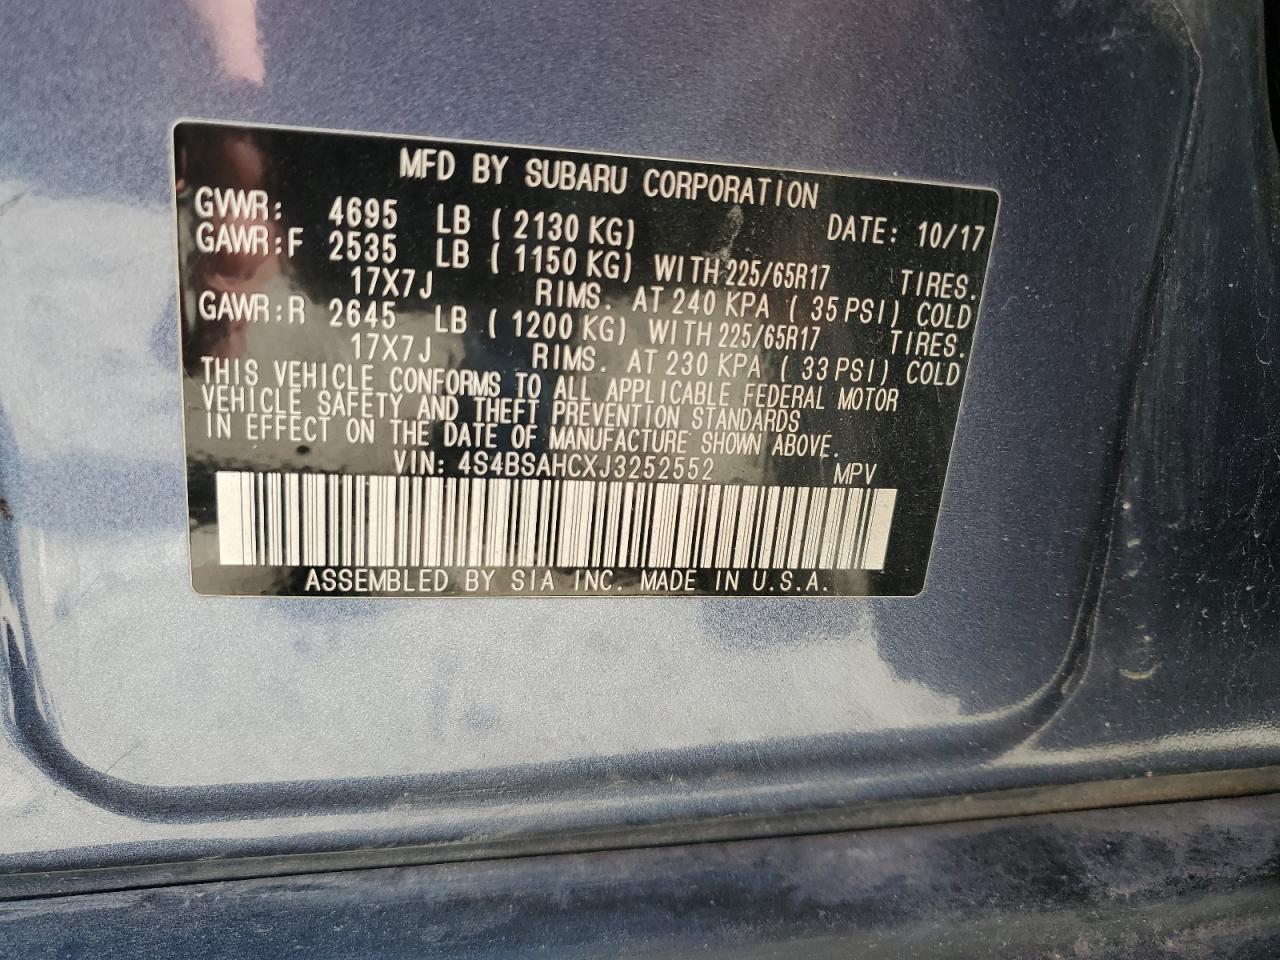 MFD BY SUBARU CORPORATION
GVWR: 4695 LB ( 2130 KG) DATE: 10/17
GAWR:F 2535 LB ( 1150 KG) WITH 225/65R17 TIRES.
17X7J RIMS. AT 240 KPA ( 35 PSI) COLD
GAWR:R 2645 LB ( 1200 KG) WITH 225/65R17 TIRES.
17X7J RIMS. AT 230 KPA ( 33 PSI) COLD
THIS VEHICLE CONFORMS TO ALL APPLICABLE FEDERAL MOTOR
VEHICLE SAFETY AND THEFT PREVENTION STANDARDS
IN EFFECT ON THE DATE OF MANUFACTURE SHOWN ABOVE.
VIN: 4S4BSAHCXJ3252552 MPV
ASSEMBLED BY SIA INC. MADE IN U.S.A.